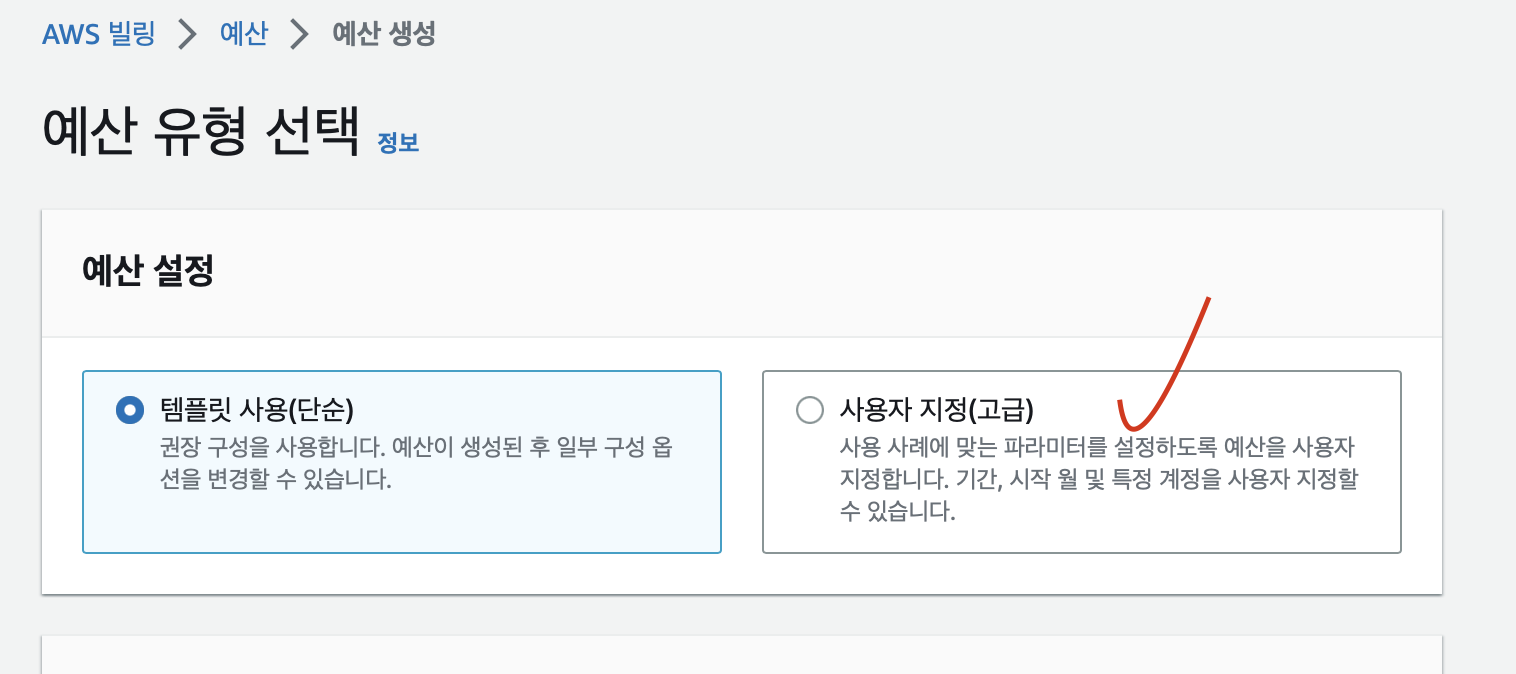 AWS 빌링 > 예산 > 예산 생성
예산 유형 선택 정보
예산 설정
템플릿 사용(단순)
권장 구성을 사용합니다. 예산이 생성된 후 일부 구성 옵
션을 변경할 수 있습니다.
사용자 지정(고급)
사용 사례에 맞는 파라미터를 설정하도록 예산을 사용자
지정합니다. 기간, 시작 월 및 특정 계정을 사용자 지정할
수 있습니다.